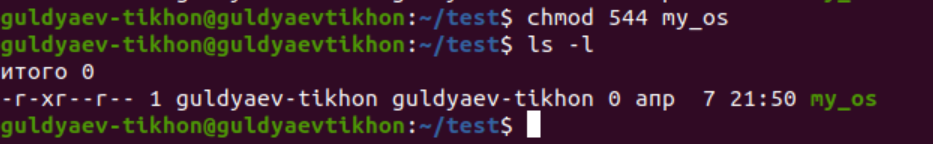 guldyaev-tikhon@guldyaevtikhon:~/test$ chmod 544 my_os
guldyaev-tikhon@guldyaevtikhon:~/test$ ls -l
итого 0
-r-xr--r-- 1 guldyaev-tikhon guldyaev-tikhon 0 апр  7 21:50 my_os
guldyaev-tikhon@guldyaevtikhon:~/test$